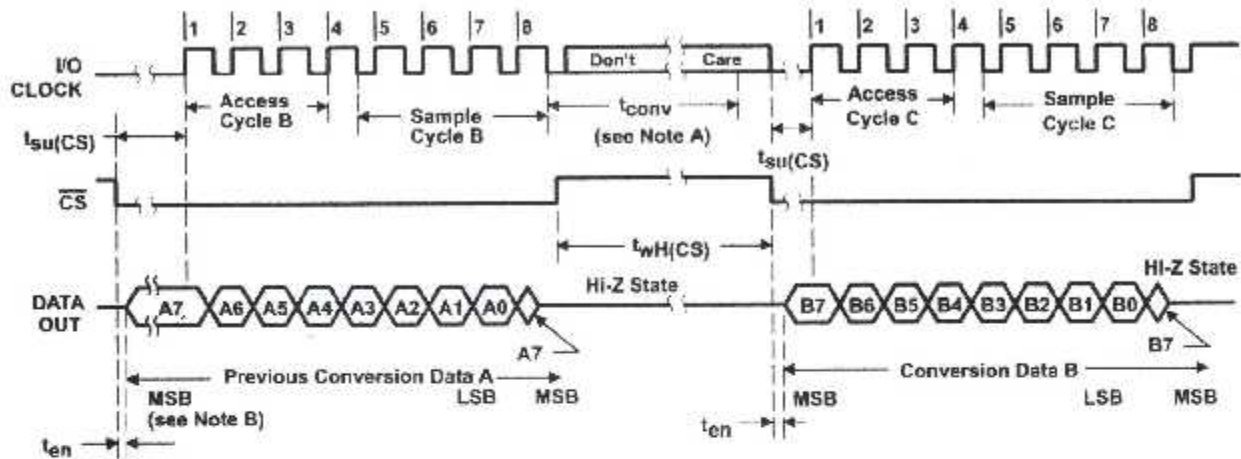 1 2 3 4 5 6 7 8 1 2 3 4 5 6 7 8
I/O
CLOCK
Don't Care
Access
Cycle B
Sample
Cycle B
tconv
(see Note A)
Access
Cycle C
Sample
Cycle C
tsu(CS)
tsu(CS)
CS
twH(CS)
Hi-Z State
Hi-Z State
DATA
OUT
A7 A6 A5 A4 A3 A2 A1 A0
B7 B6 B5 B4 B3 B2 B1 B0
A7
B7
Previous Conversion Data A
Conversion Data B
MSB
(see Note B)
LSB
MSB
MSB
LSB
MSB
ten
ten